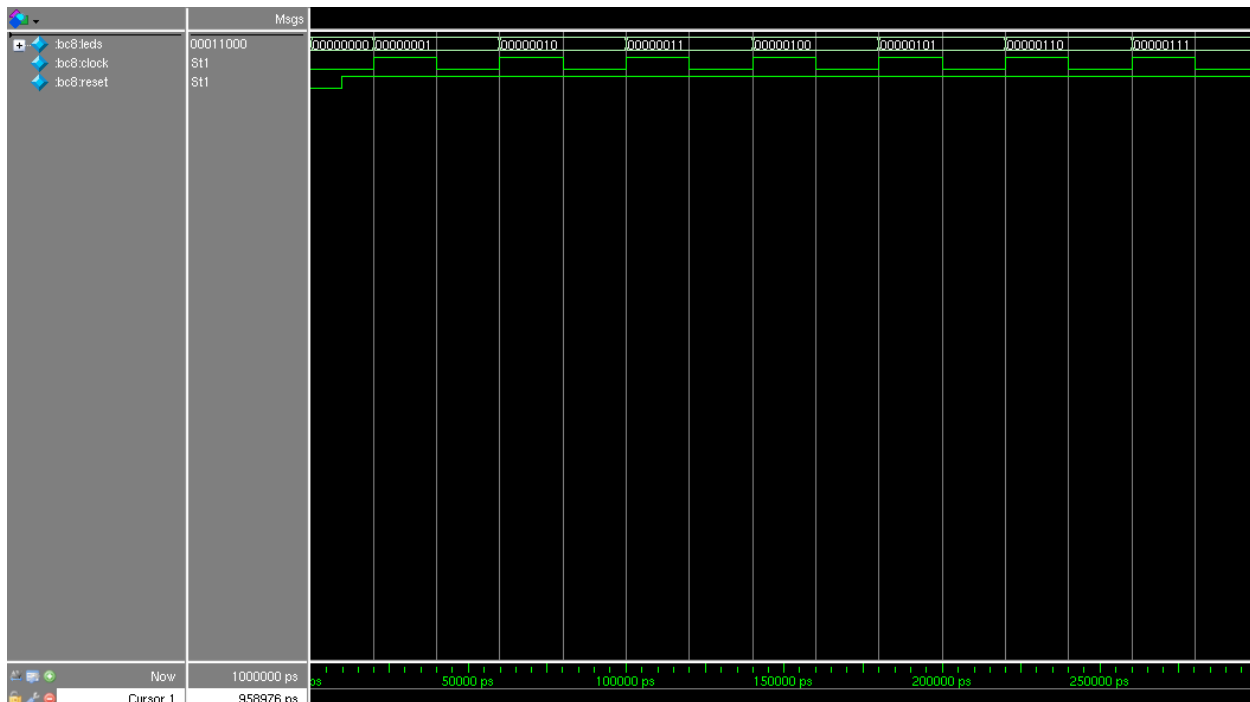 Msgs
:bc8:leds 00011000 00000000 00000001 00000010 00000011 00000100 00000101 00000110 00000111
:bc8:clock St1
:bc8:reset St1
Now 1000000 ps ps 50000 ps 100000 ps 150000 ps 200000 ps 250000 ps
Cursor 1 958976 ps